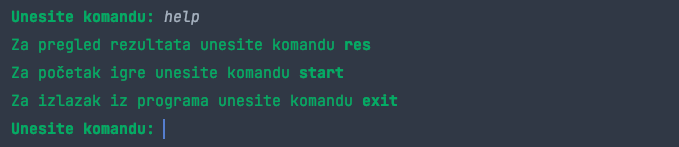 Unesite komandu: help
Za pregled rezultata unesite komandu res
Za početak igre unesite komandu start
Za izlazak iz programa unesite komandu exit
Unesite komandu: